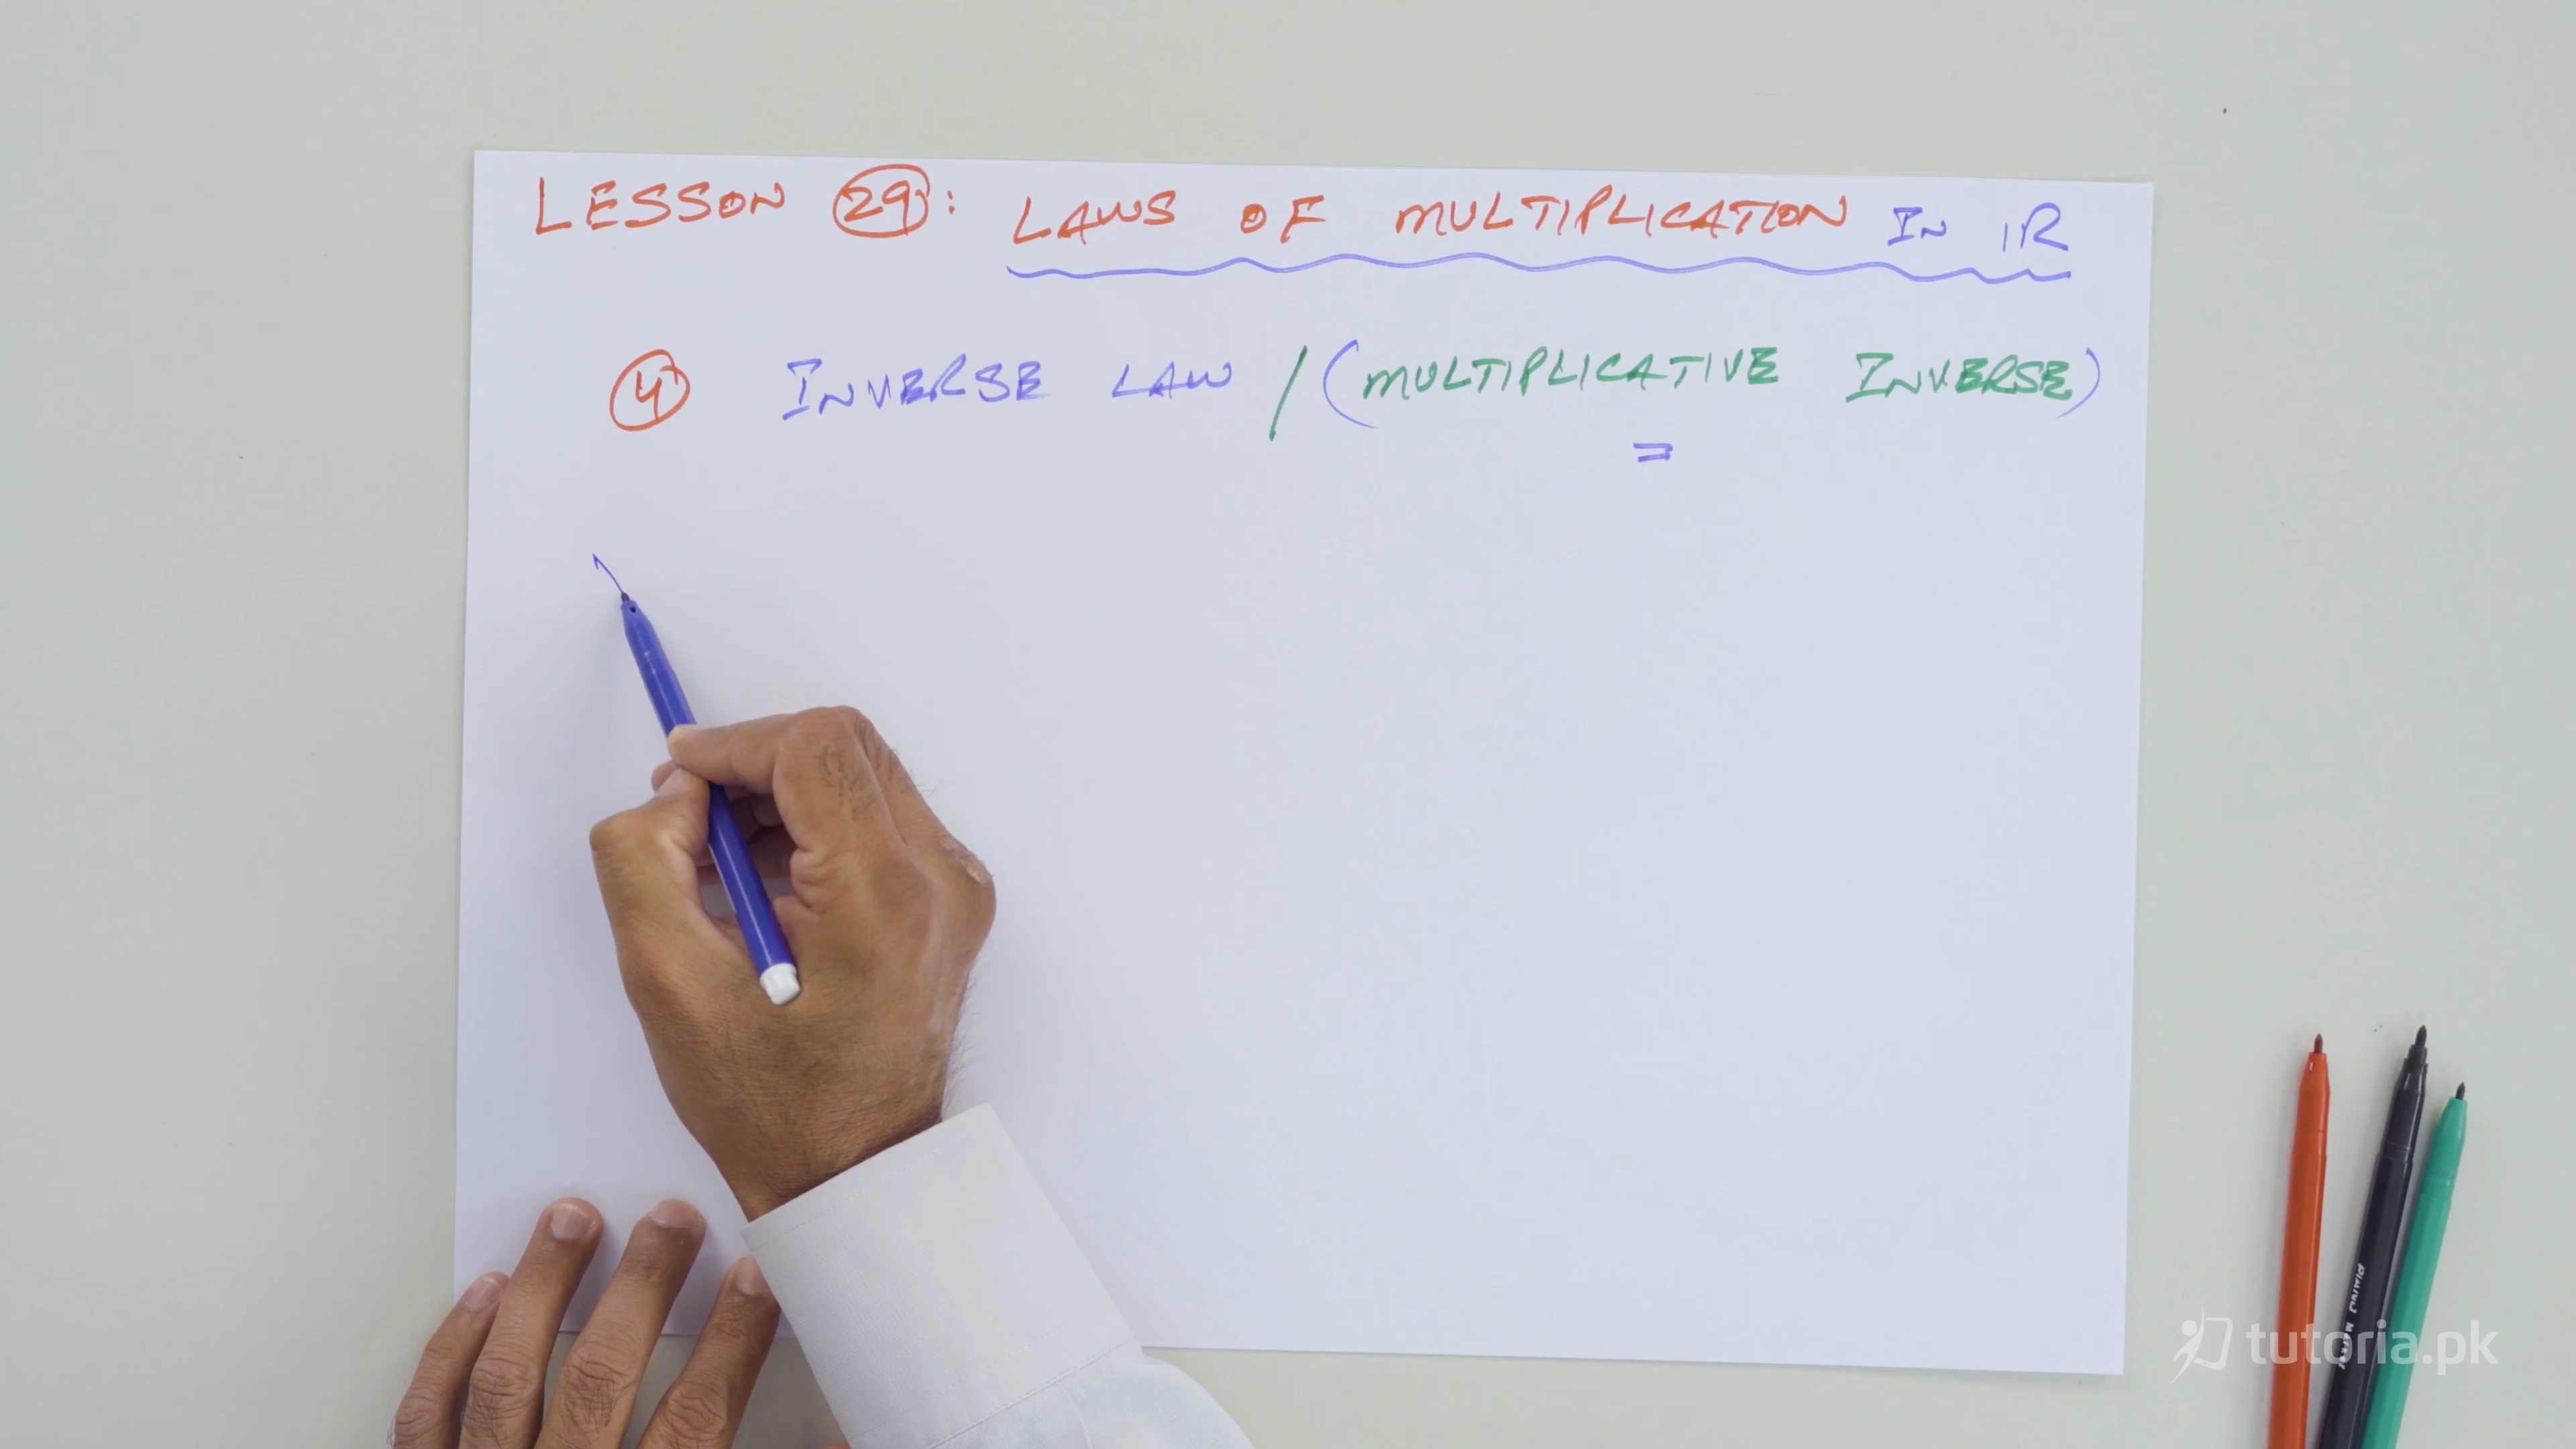 LESSON 29: LAWS OF MULTIPLICATION IN IR
4 INVERSE LAW / (MULTIPLICATIVE INVERSE)
=
tutoria.pk